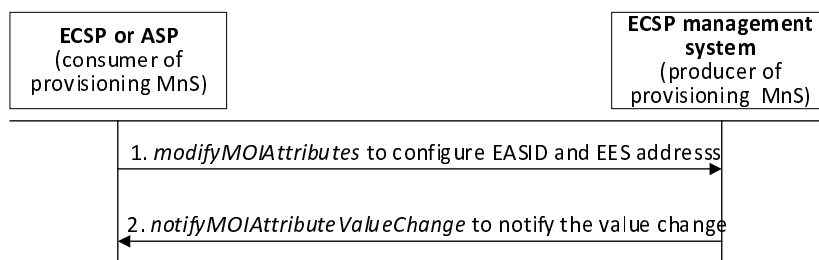 ECSP or ASP
(consumer of
provisioning MnS)
ECSP management
system
(producer of
provisioning MnS)
1. modifyMOIAttributes to configure EASID and EES addresss
2. notifyMOIAttributeValueChange to notify the value change